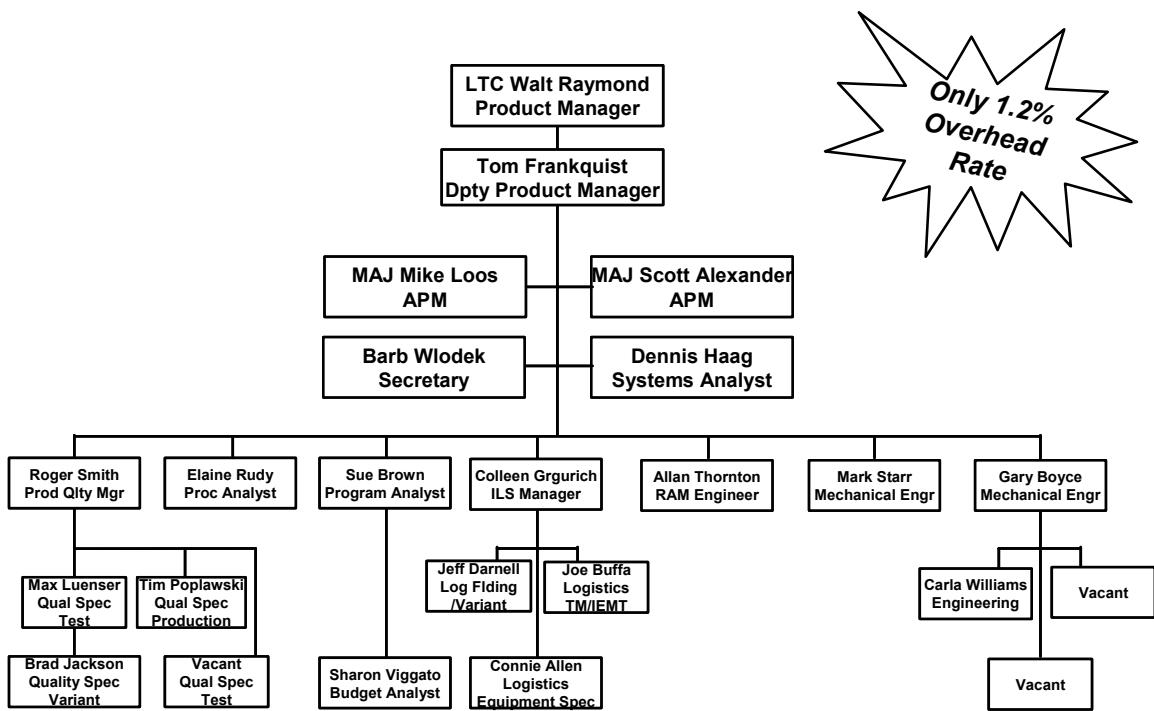 LTC Walt Raymond
Product Manager
Only 1.2%
Overhead
Rate
Tom Frankquist
Dpty Product Manager
MAJ Mike Loos
APM
MAJ Scott Alexander
APM
Barb Wlodek
Secretary
Dennis Haag
Systems Analyst
Roger Smith
Prod Qlty Mgr
Elaine Rudy
Proc Analyst
Sue Brown
Program Analyst
Colleen Grgurich
ILS Manager
Allan Thornton
RAM Engineer
Mark Starr
Mechanical Engr
Gary Boyce
Mechanical Engr
Max Luenser
Qual Spec
Test
Tim Poplawski
Qual Spec
Production
Jeff Darnell
Log Flding
/Variant
Joe Buffa
Logistics
TM/IEMT
Carla Williams
Engineering
Vacant
Brad Jackson
Quality Spec
Variant
Vacant
Qual Spec
Test
Sharon Viggato
Budget Analyst
Connie Allen
Logistics
Equipment Spec
Vacant